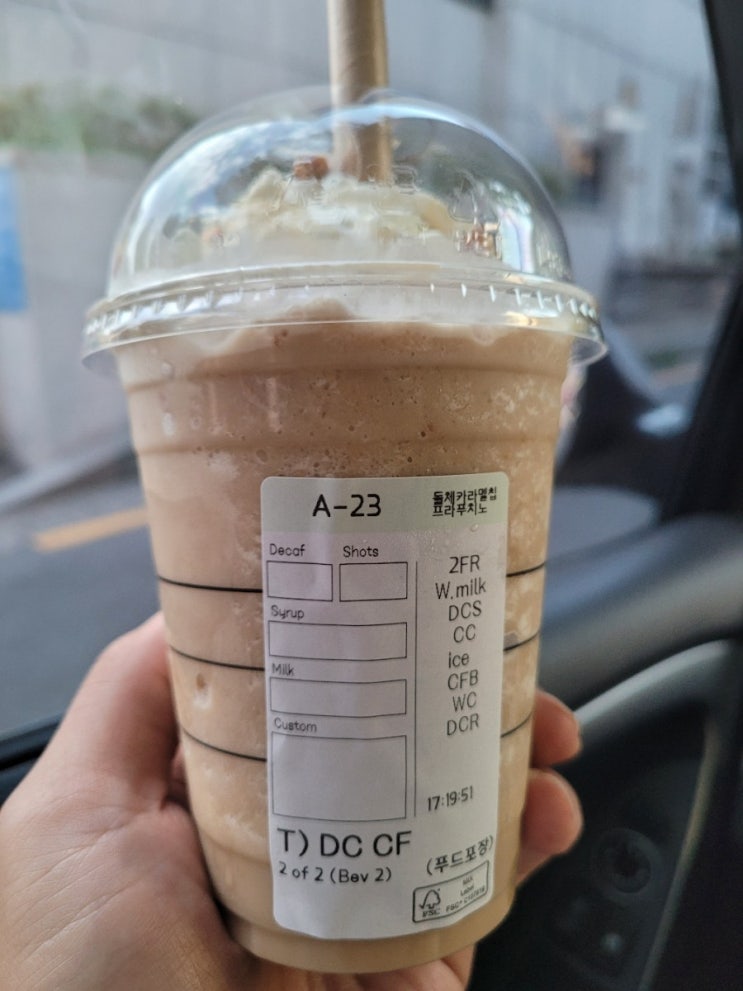 A-23
돌체카라멜칩
프라푸치노
Decaf
Shots
Syrup
Milk
Custom
2FR
W.milk
DCS
CC
ice
CFB
WC
DCR
17:19:51
T) DC CF
2 of 2 (Bev 2)
(푸드포장)
MIX
Label
FSC